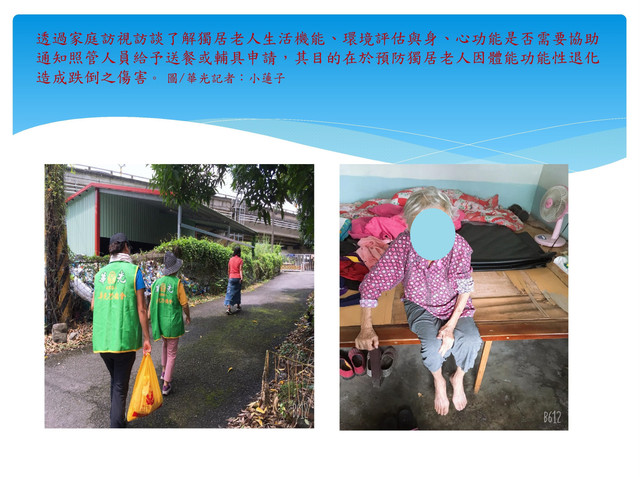 透過家庭訪視訪談了解獨居老人生活機能、環境評估與身、心功能是否需要協助
通知照管人員給予送餐或輔具申請，其目的在於預防獨居老人因體能功能性退化
造成跌倒之傷害。 圖/華光記者：小蓮子
華光
B612